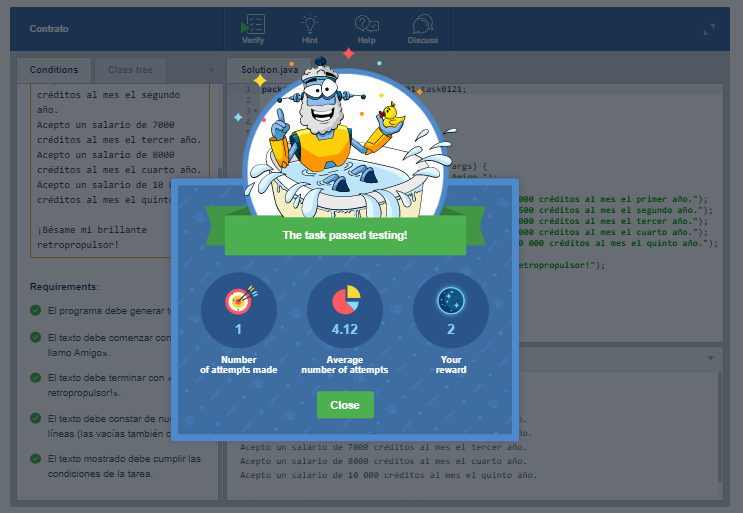 Contrato
Verify
Hint
Help
Discuss
Conditions
Class tree
Solution.java
créditos al mes el segundo
año.
Acepto un salario de 7000
créditos al mes el tercer año.
Acepto un salario de 8000
créditos al mes el cuarto año.
Acepto un salario de 10
créditos al mes el
¡Bésame mi brillante
retropropulsor!
Requirements:
El programa debe generar
El texto debe comenzar con
llamo Amigo».
El texto debe terminar con
retropropulsor!».
El texto debe constar de
líneas (las vacías también
El texto mostrado debe cumplir las
condiciones de la tarea.
1
task0121;
args) {
Amigo.");
000 créditos al mes el primer año.");
500 créditos al mes el segundo año.");
000 créditos al mes el tercer año.");
000 créditos al mes el cuarto año.");
0 000 créditos al mes el quinto año.");
retropropulsor!");
The task passed testing!
1
Number
of attempts made
4.12
Average
number of attempts
2
Your
reward
Close
Acepto un salario de 7000 créditos al mes el tercer año.
Acepto un salario de 8000 créditos al mes el cuarto año.
Acepto un salario de 10 000 créditos al mes el quinto año.